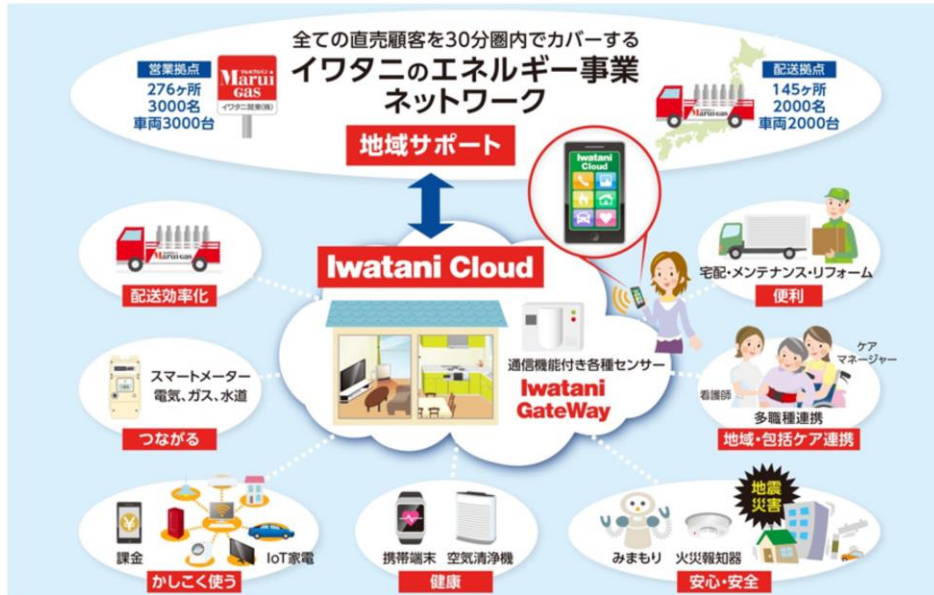 全ての直売顧客を30分圏内でカバーする
イワタニのエネルギー事業
ネットワーク
営業拠点
276ヶ所
3000名
車両3000台
Marui
gas
配送拠点
145ヶ所
2000名
車両2000台
Marui gas
地域サポート
Iwatani
Cloud
Iwatani Cloud
通信機能付き各種センサー
Iwatani
GateWay
Marui gas
配送効率化
宅配・メンテナンス・リフォーム
便利
スマートメーター
電気、ガス、水道
つながる
ケア
マネージャー
看護師
多職種連携
地域・包括ケア連携
課金
IoT家電
かしこく使う
携帯端末
空気清浄機
健康
地震
災害
みまもり
火災報知器
安心・安全